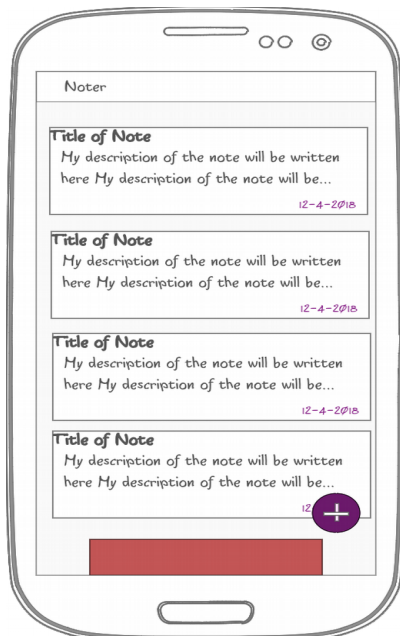 Noter
Title of Note
My description of the note will be written
here My description of the note will be...
12-4-2018
Title of Note
My description of the note will be written
here My description of the note will be...
12-4-2018
Title of Note
My description of the note will be written
here My description of the note will be...
12-4-2018
Title of Note
My description of the note will be written
here My description of the note will be...
12